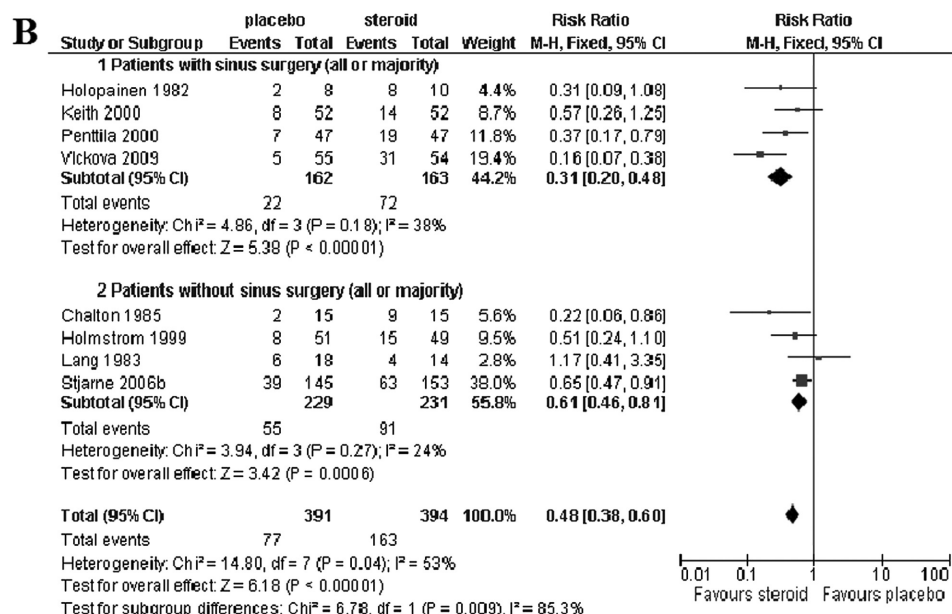 B
placebo steroid Risk Ratio Risk Ratio
Study or Subgroup Events Total Events Total Weight M-H, Fixed, 95% CI M-H, Fixed, 95% CI
1 Patients with sinus surgery (all or majority)
Holopainen 1982 2 8 8 10 4.4% 0.31 [0.09, 1.08]
Keith 2000 8 52 14 52 8.7% 0.57 [0.26, 1.25]
Penttila 2000 7 47 19 47 11.8% 0.37 [0.17, 0.79]
Vlckova 2009 5 55 31 54 19.4% 0.16 [0.07, 0.38]
Subtotal (95% CI) 162 163 44.2% 0.31 [0.20, 0.48]
Total events 22 72
Heterogeneity: Chi² = 4.86, df = 3 (P = 0.18); I² = 38%
Test for overall effect: Z = 5.38 (P < 0.00001)
2 Patients without sinus surgery (all or majority)
Chalton 1985 2 15 9 15 5.6% 0.22 [0.06, 0.86]
Holmstrom 1999 8 51 15 49 9.5% 0.51 [0.24, 1.10]
Lang 1983 6 18 4 14 2.8% 1.17 [0.41, 3.35]
Stjarne 2006b 39 145 63 153 38.0% 0.65 [0.47, 0.91]
Subtotal (95% CI) 229 231 55.8% 0.61 [0.46, 0.81]
Total events 55 91
Heterogeneity: Chi² = 3.94, df = 3 (P = 0.27); I² = 24%
Test for overall effect: Z = 3.42 (P = 0.0006)
Total (95% CI) 391 394 100.0% 0.48 [0.38, 0.60]
Total events 77 163
Heterogeneity: Chi² = 14.80, df = 7 (P = 0.04); I² = 53%
Test for overall effect: Z = 6.18 (P < 0.00001)
Test for subgroup differences: Chi² = 6.78, df = 1 (P = 0.009), I² = 85.3%
0.01 0.1 1 10 100
Favours steroid Favours placebo